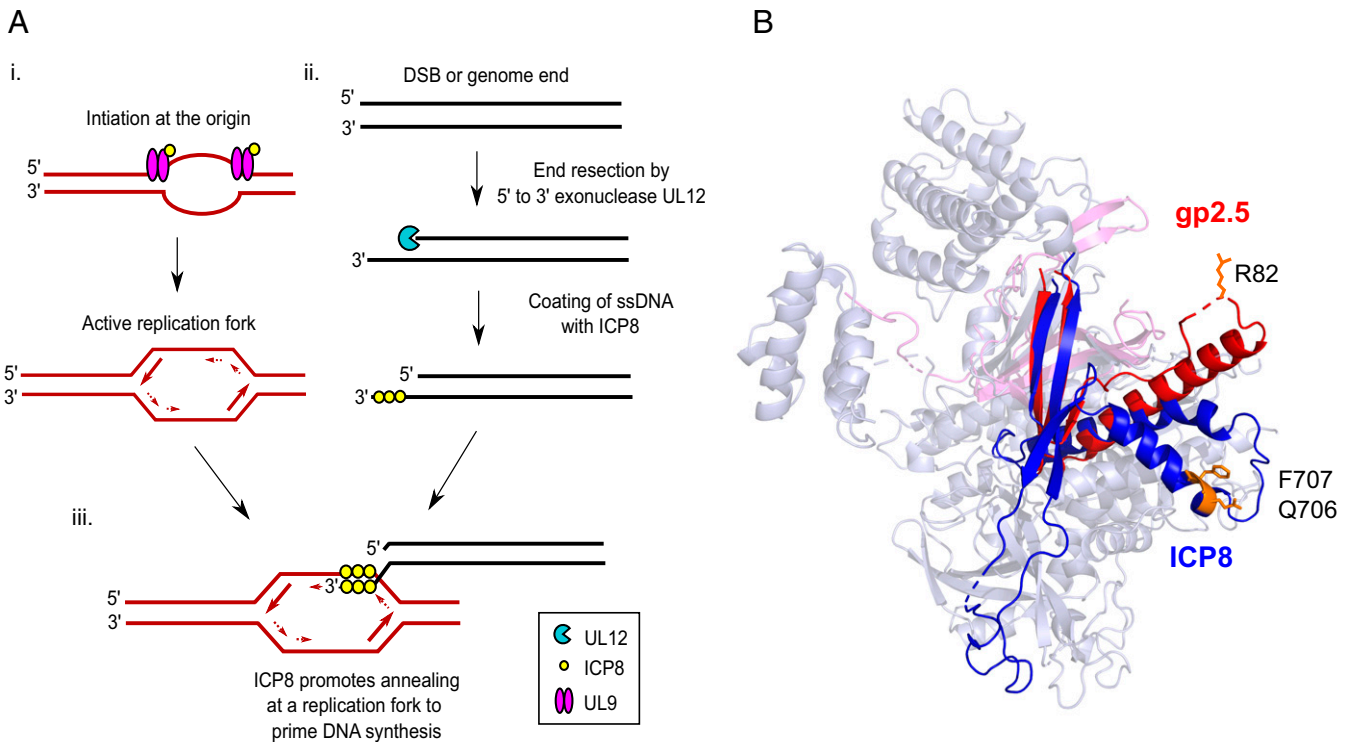 A
B
i.
Intiation at the origin
5'
3'
Active replication fork
5'
3'
ii.
DSB or genome end
5'
3'
End resection by
5' to 3' exonuclease UL12
3'
Coating of ssDNA
with ICP8
5'
3'
iii.
5'
3'
5'
3'
ICP8 promotes annealing
at a replication fork to
prime DNA synthesis
UL12
ICP8
UL9
gp2.5
R82
F707
Q706
ICP8